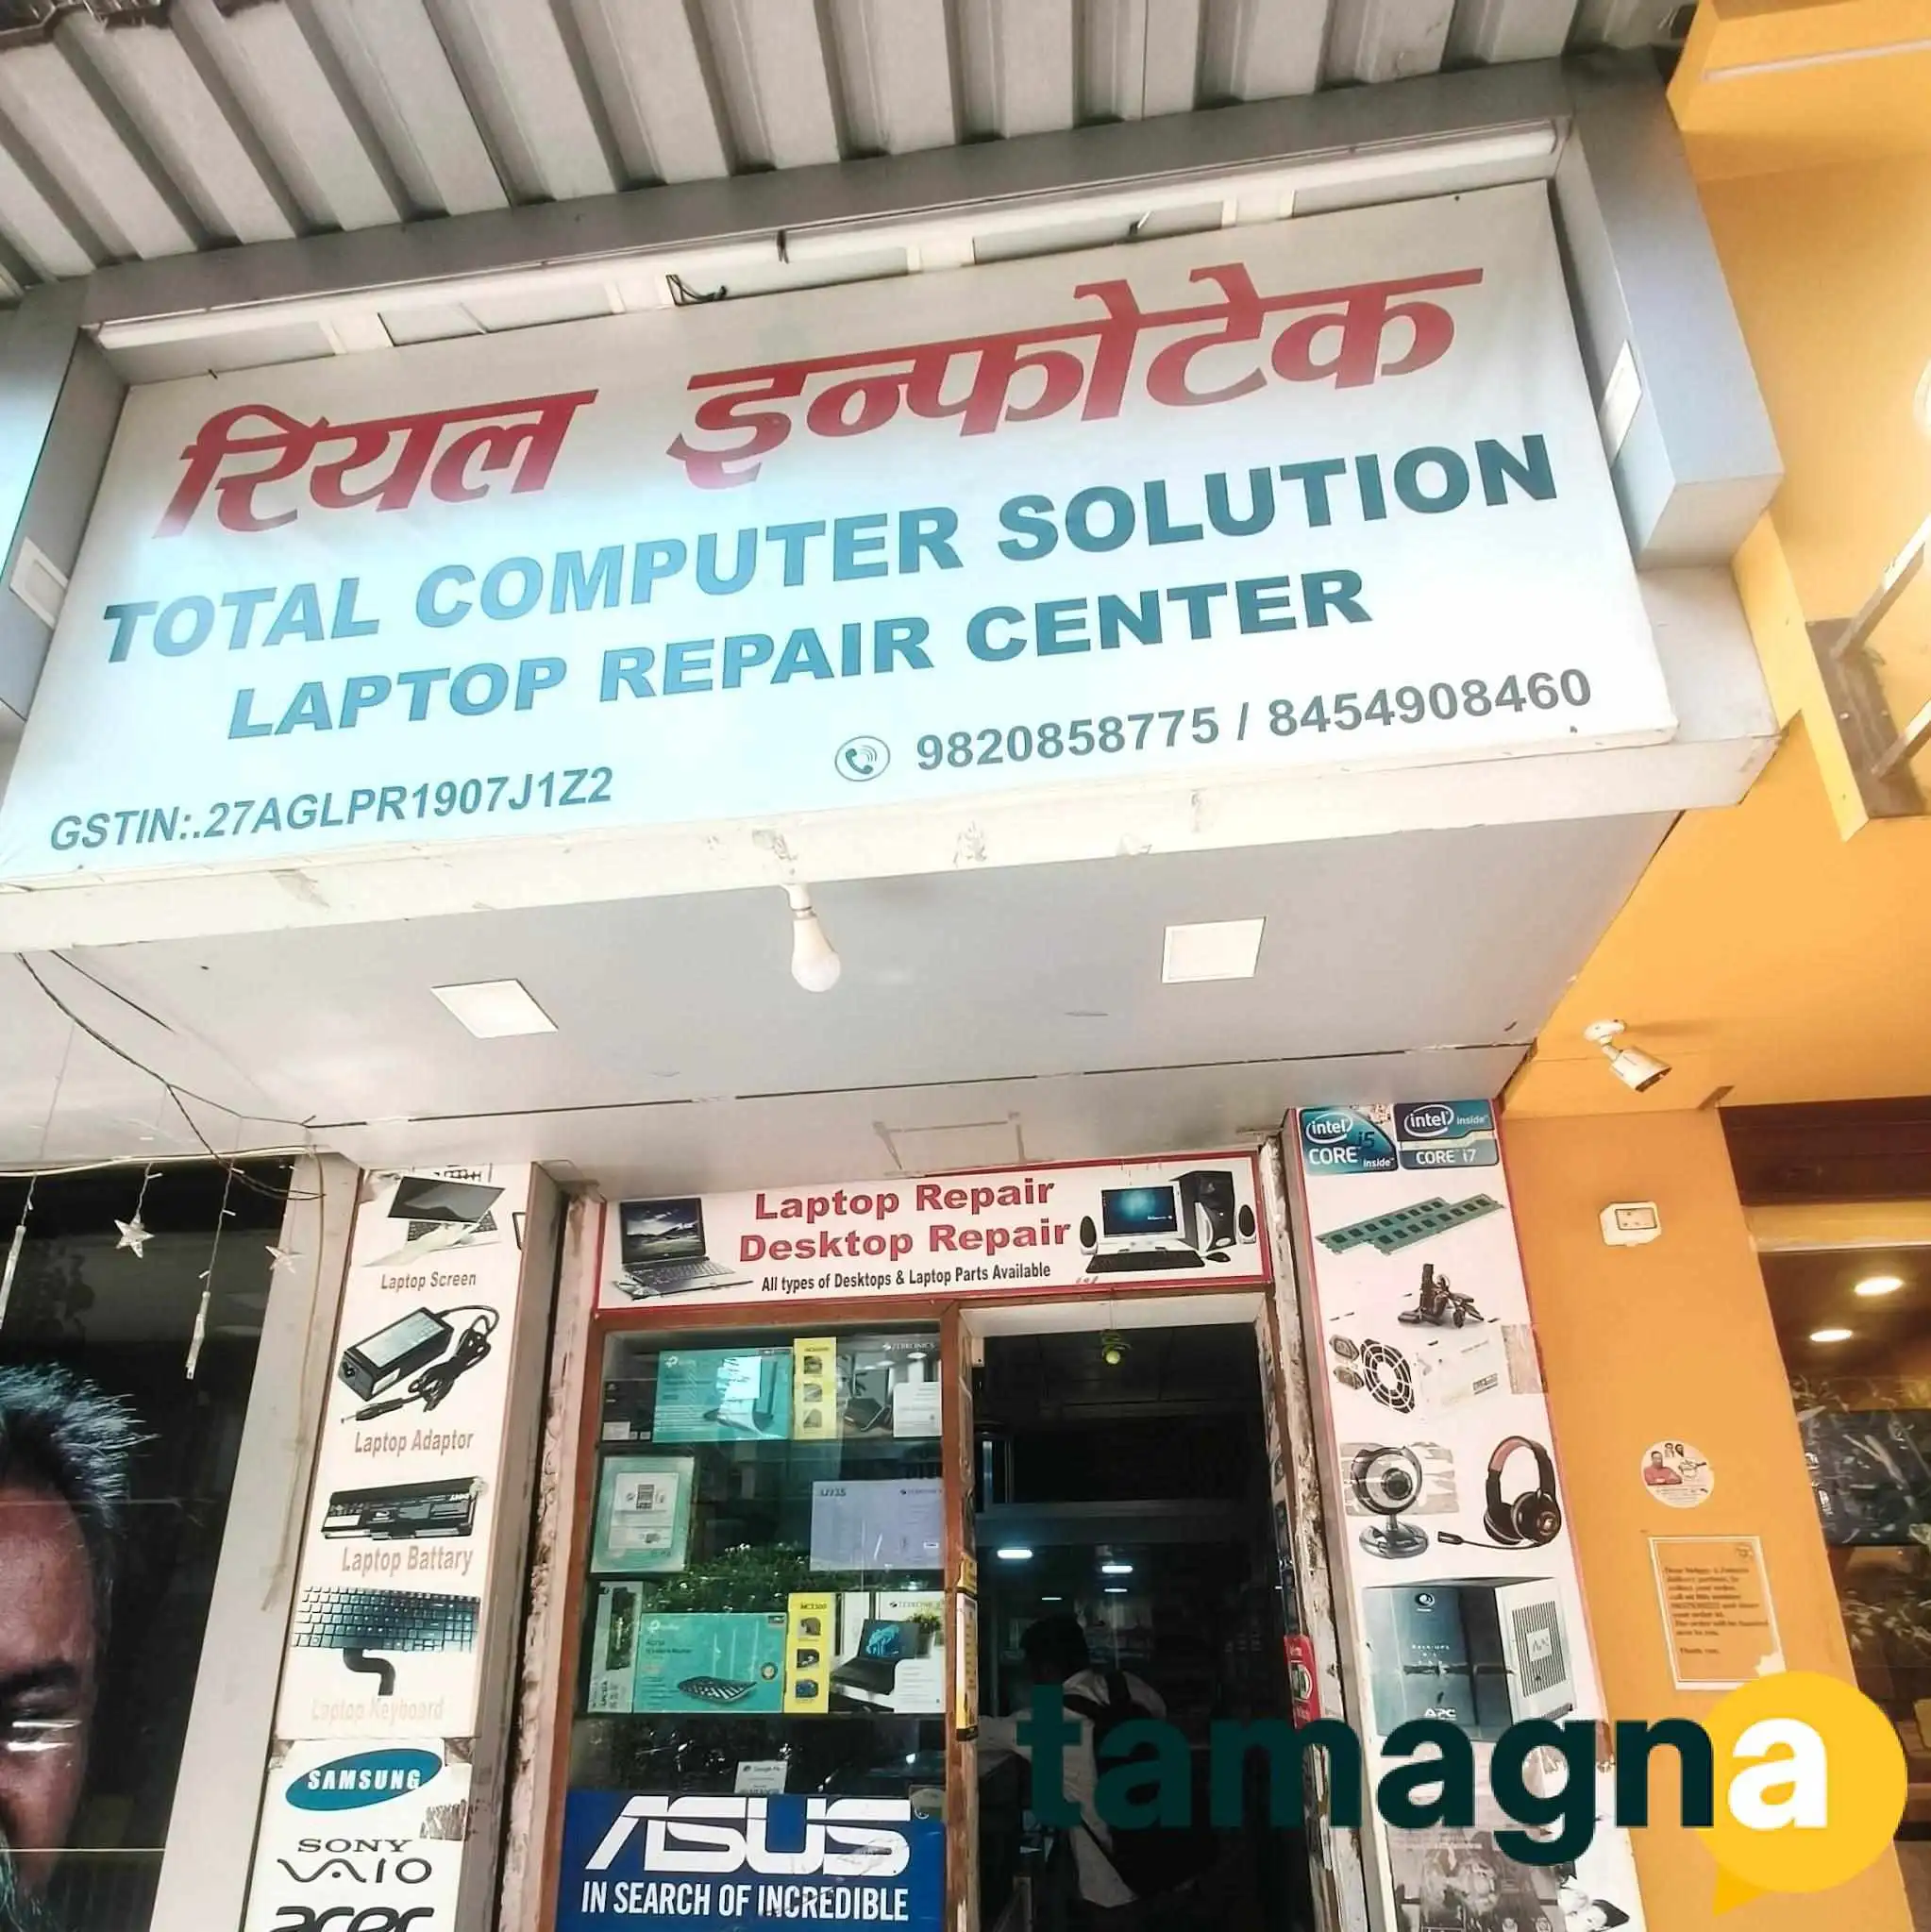 रियल इन्फोटेक
TOTAL COMPUTER SOLUTION
LAPTOP REPAIR CENTER
9820858775 / 8454908460
GSTIN:.27AGLPR1907J1Z2
Laptop Repair
Desktop Repair
All types of Desktops & Laptop Parts Available
intel CORE i5 inside
intel inside CORE i7
Laptop Screen
Laptop Adaptor
Laptop Battary
Laptop Keyboard
SAMSUNG
SONY
VAIO
acer
ZEBRONICS
ASUS
IN SEARCH OF INCREDIBLE
APC
tamagna